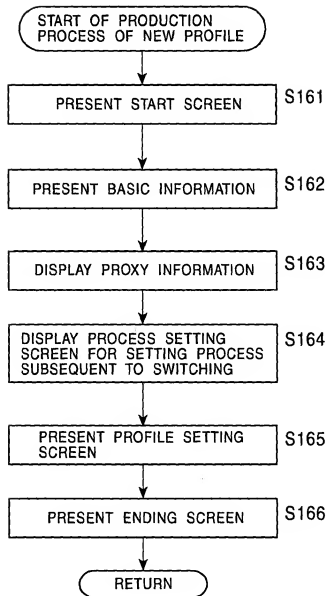 START OF PRODUCTION
PROCESS OF NEW PROFILE
PRESENT START SCREEN
S161
PRESENT BASIC INFORMATION
S162
DISPLAY PROXY INFORMATION
S163
DISPLAY PROCESS SETTING
SCREEN FOR SETTING PROCESS
SUBSEQUENT TO SWITCHING
S164
PRESENT PROFILE SETTING
SCREEN
S165
PRESENT ENDING SCREEN
S166
RETURN